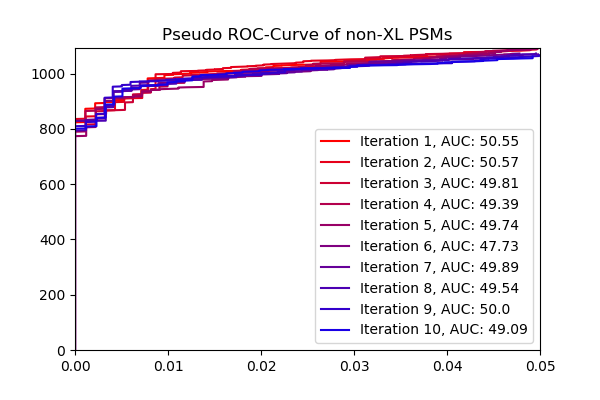 Pseudo ROC-Curve of non-XL PSMs
1000
800
600
400
200
0
Iteration 1, AUC: 50.55
Iteration 2, AUC: 50.57
Iteration 3, AUC: 49.81
Iteration 4, AUC: 49.39
Iteration 5, AUC: 49.74
Iteration 6, AUC: 47.73
Iteration 7, AUC: 49.89
Iteration 8, AUC: 49.54
Iteration 9, AUC: 50.0
Iteration 10, AUC: 49.09
0.00 0.01 0.02 0.03 0.04 0.05